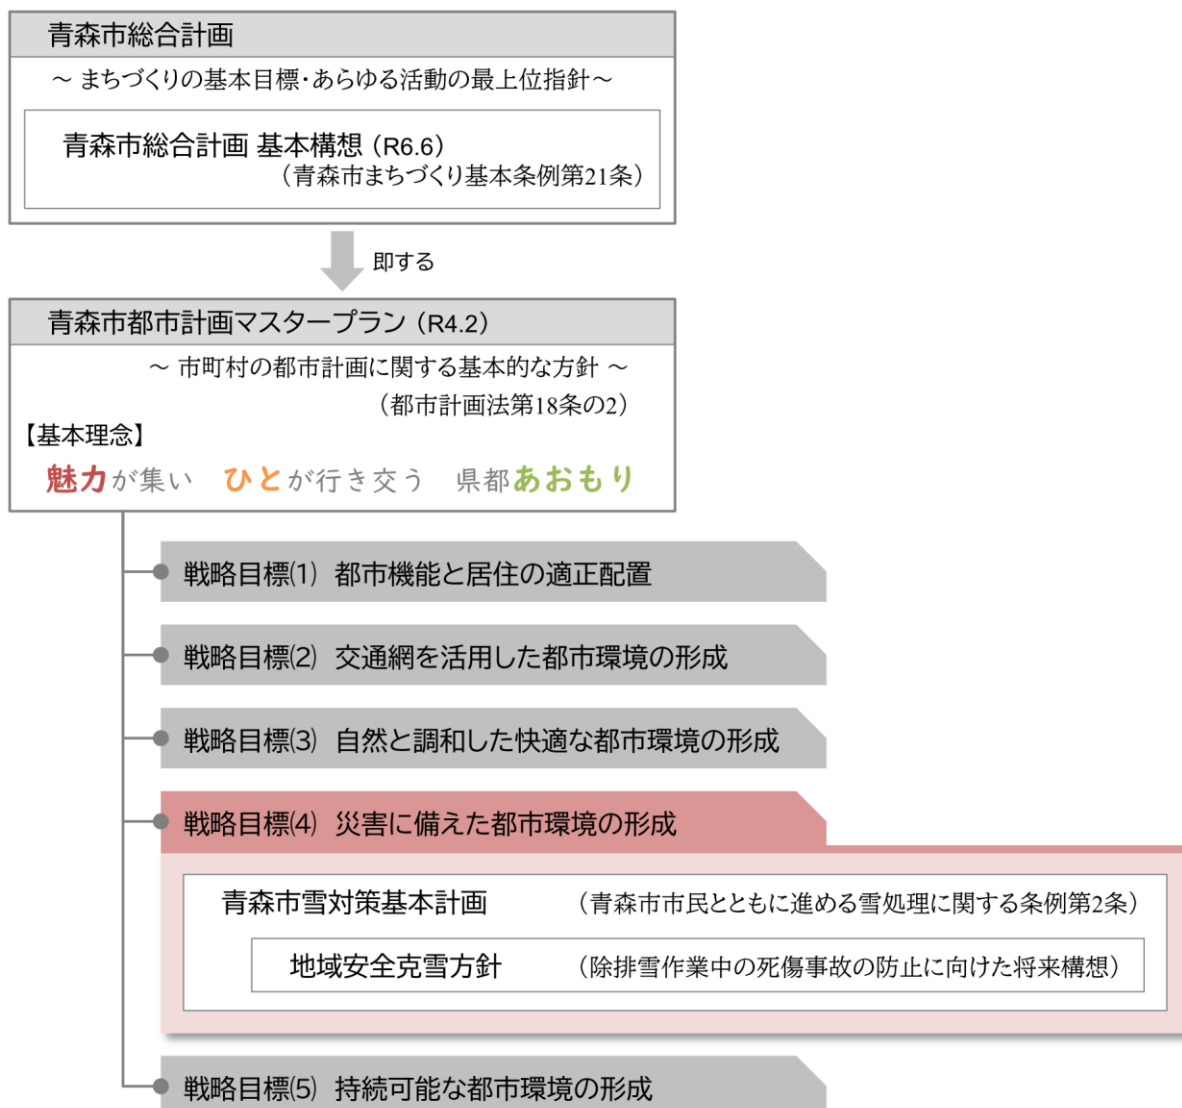 青森市総合計画
～ まちづくりの基本目標・あらゆる活動の最上位指針～
青森市総合計画 基本構想（R6.6）
（青森市まちづくり基本条例第21条）
即する
青森市都市計画マスタープラン（R4.2）
～ 市町村の都市計画に関する基本的な方針 ～
（都市計画法第18条の2）
【基本理念】
魅力が集い　ひとが行き交う　県都あおもり
戦略目標⑴ 都市機能と居住の適正配置
戦略目標⑵ 交通網を活用した都市環境の形成
戦略目標⑶ 自然と調和した快適な都市環境の形成
戦略目標⑷ 災害に備えた都市環境の形成
青森市雪対策基本計画　（青森市市民とともに進める雪処理に関する条例第2条）
地域安全克雪方針　（除排雪作業中の死傷事故の防止に向けた将来構想）
戦略目標⑸ 持続可能な都市環境の形成